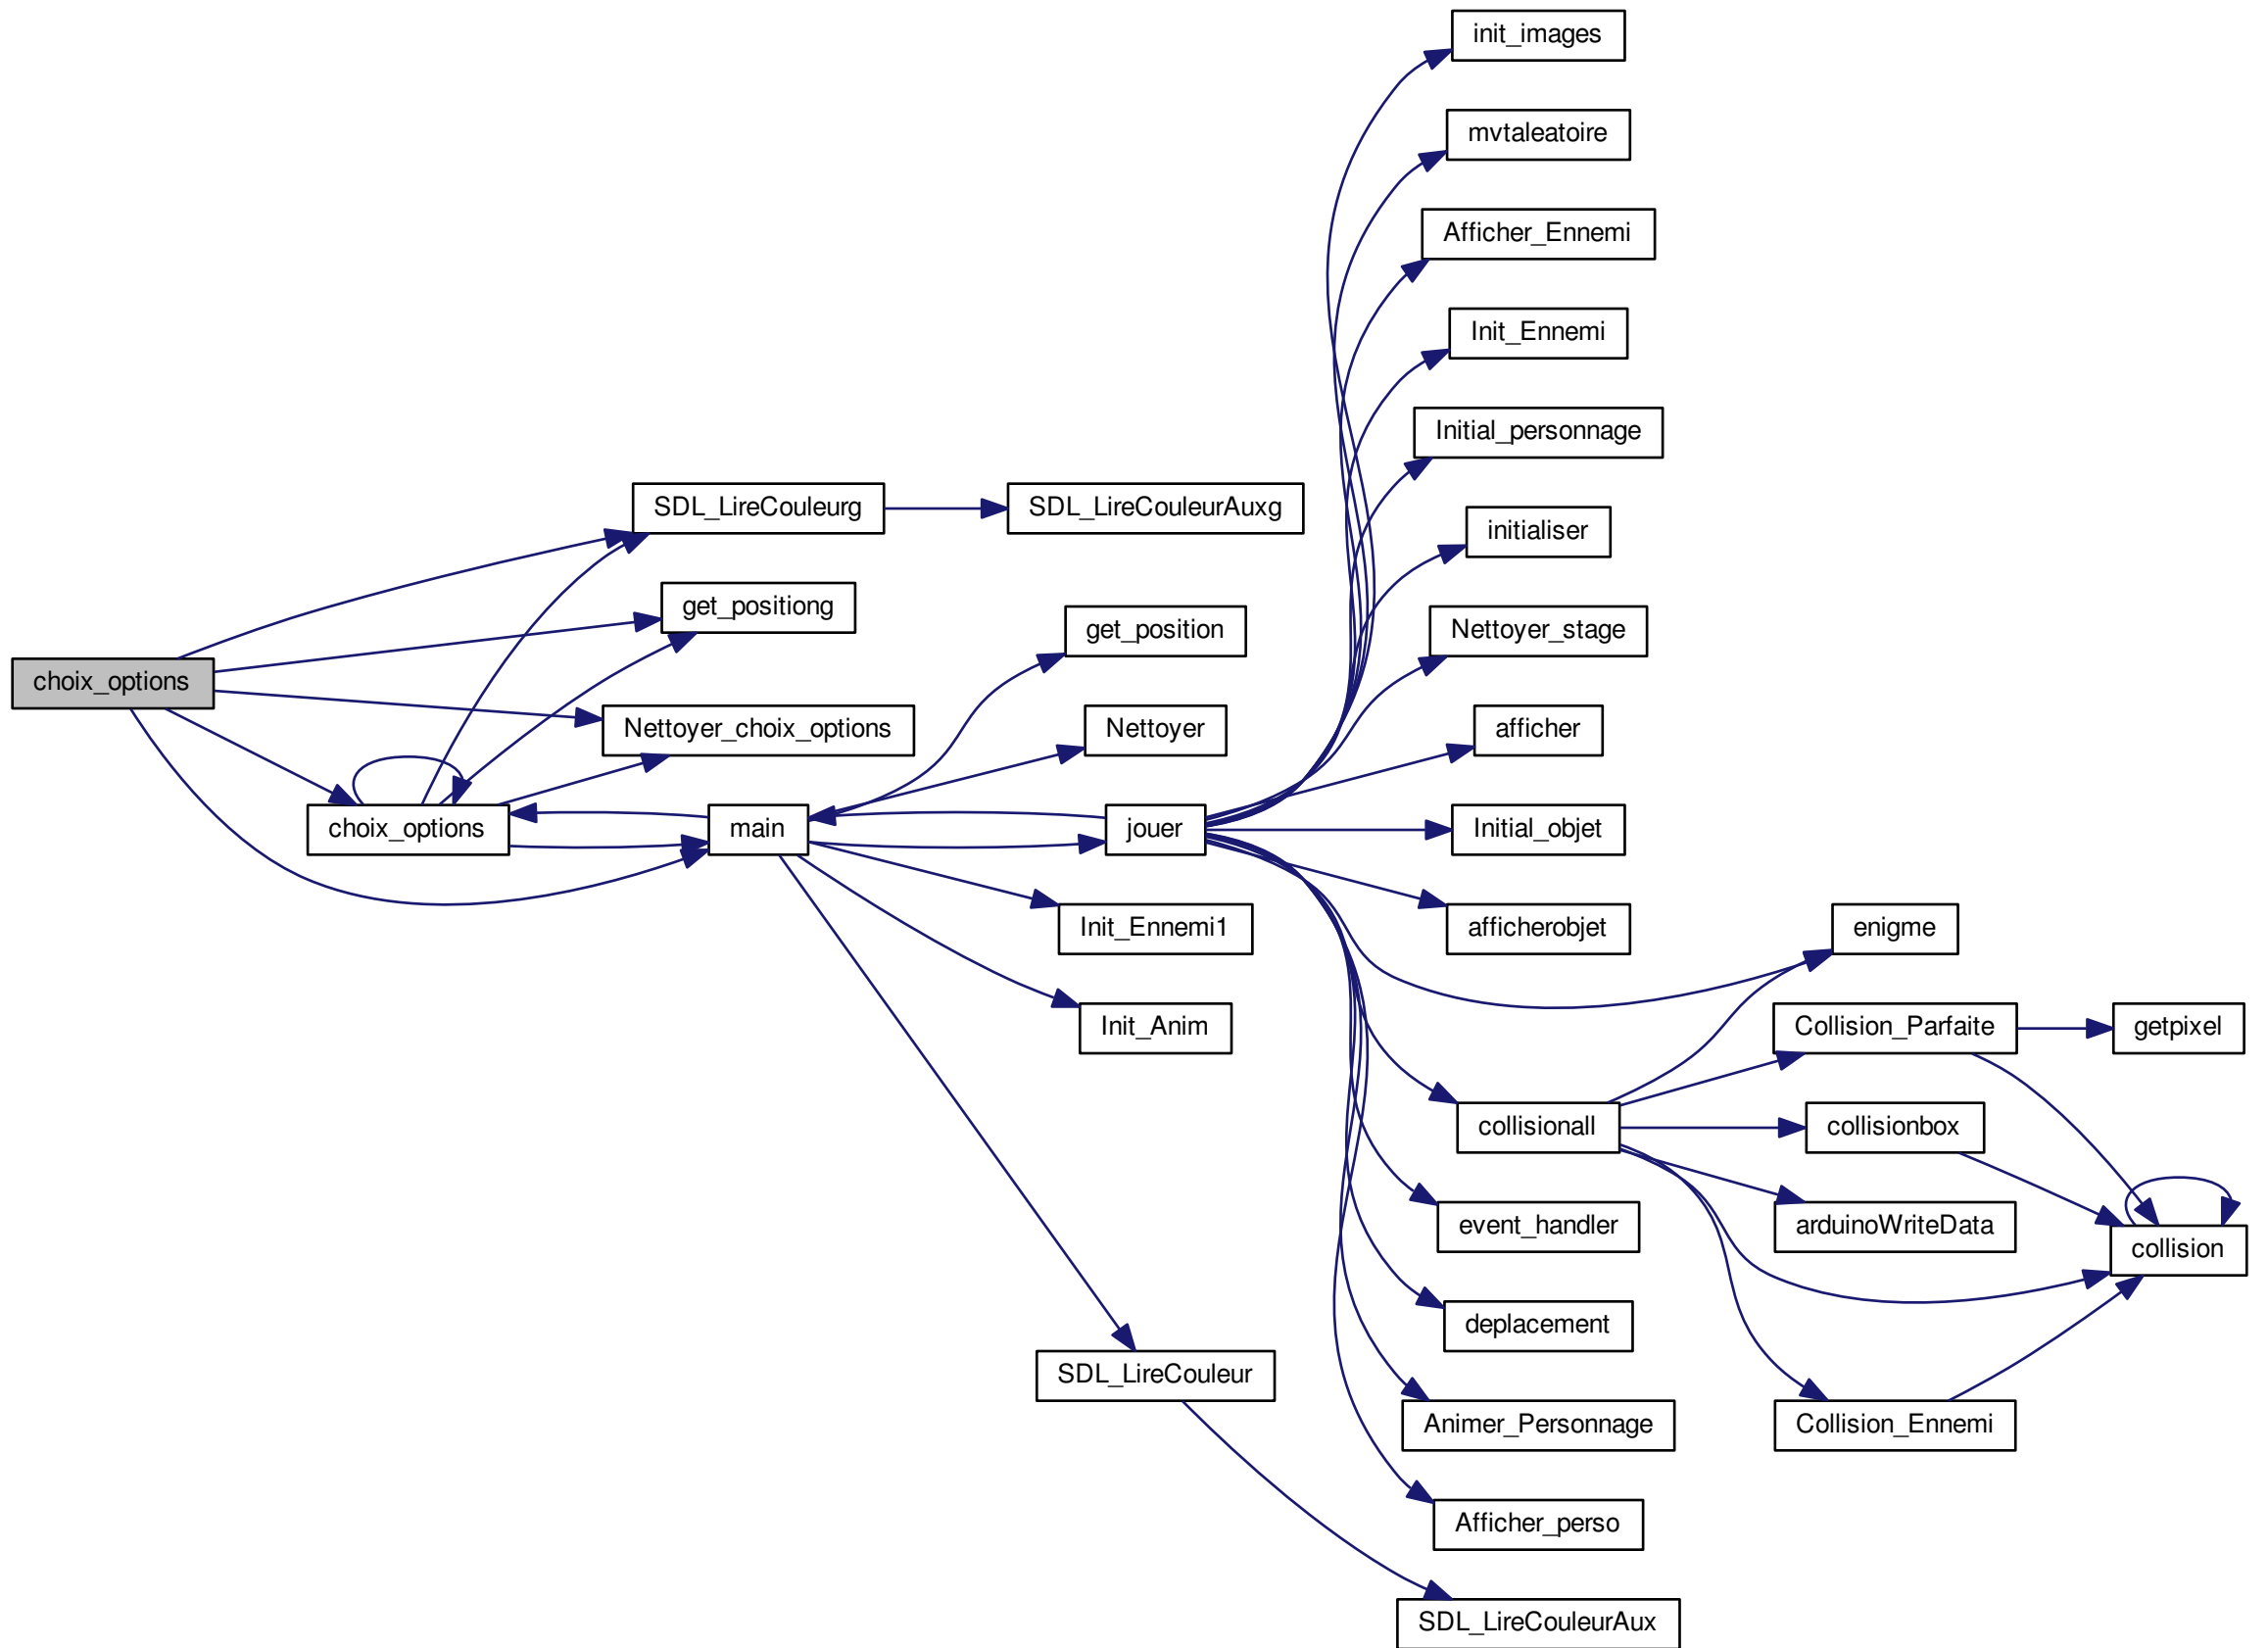 init_images
mvtaleatoire
Afficher_Ennemi
Init_Ennemi
Initial_personnage
SDL_LireCouleurg
SDL_LireCouleurAuxg
initialiser
get_positiong
get_position
Nettoyer_stage
choix_options
Nettoyer_choix_options
Nettoyer
afficher
choix_options
main
jouer
Initial_objet
Init_Ennemi1
afficherobjet
enigme
Init_Anim
Collision_Parfaite
getpixel
collisionall
collisionbox
event_handler
arduinoWriteData
collision
deplacement
SDL_LireCouleur
Animer_Personnage
Collision_Ennemi
Afficher_perso
SDL_LireCouleurAux